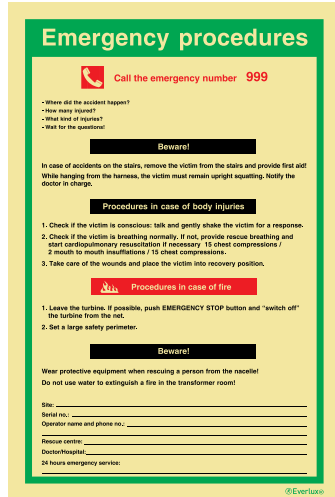 Emergency procedures
Call the emergency number 999
- Where did the accident happen?
- How many injured?
- What kind of injuries?
- Wait for the questions!
Beware!
In case of accidents on the stairs, remove the victim from the stairs and provide first aid!
While hanging from the harness, the victim must remain upright squatting. Notify the
doctor in charge.
Procedures in case of body injuries
1. Check if the victim is conscious: talk and gently shake the victim for a response.
2. Check if the victim is breathing normally. If not, provide rescue breathing and
start cardiopulmonary resuscitation if necessary 15 chest compressions /
2 mouth to mouth insufflations / 15 chest compressions.
3. Take care of the wounds and place the victim into recovery position.
Procedures in case of fire
1. Leave the turbine. If possible, push EMERGENCY STOP button and “switch off”
the turbine from the net.
2. Set a large safety perimeter.
Beware!
Wear protective equipment when rescuing a person from the nacelle!
Do not use water to extinguish a fire in the transformer room!
Site:
Serial no.:
Operator name and phone no.:
Rescue centre:
Doctor/Hospital:
24 hours emergency service:
Everlux®